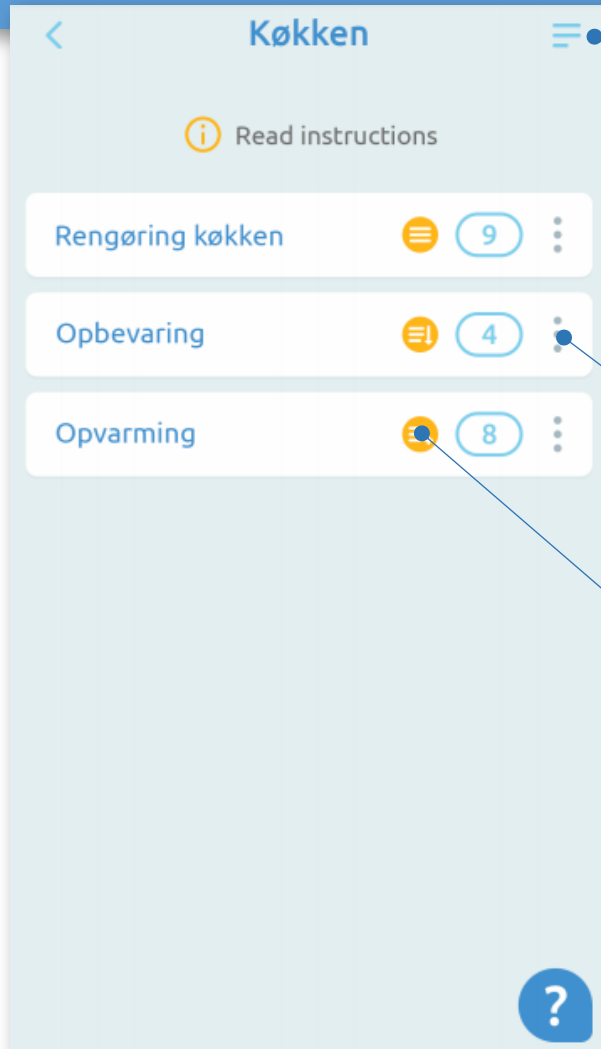 Køkken
Read instructions
Rengøring køkken 9
Opbevaring 4
Opvarming 8
?